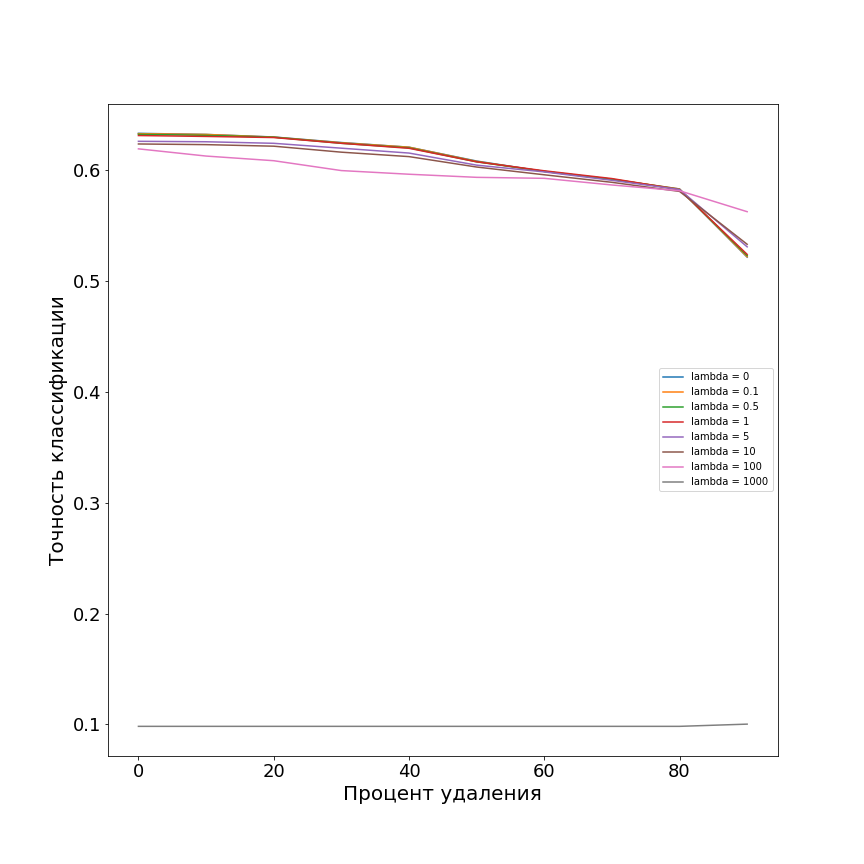 0.6
0.5
0.4
0.3
0.2
0.1
Точность классификации
lambda = 0
lambda = 0.1
lambda = 0.5
lambda = 1
lambda = 5
lambda = 10
lambda = 100
lambda = 1000
0 20 40 60 80
Процент удаления